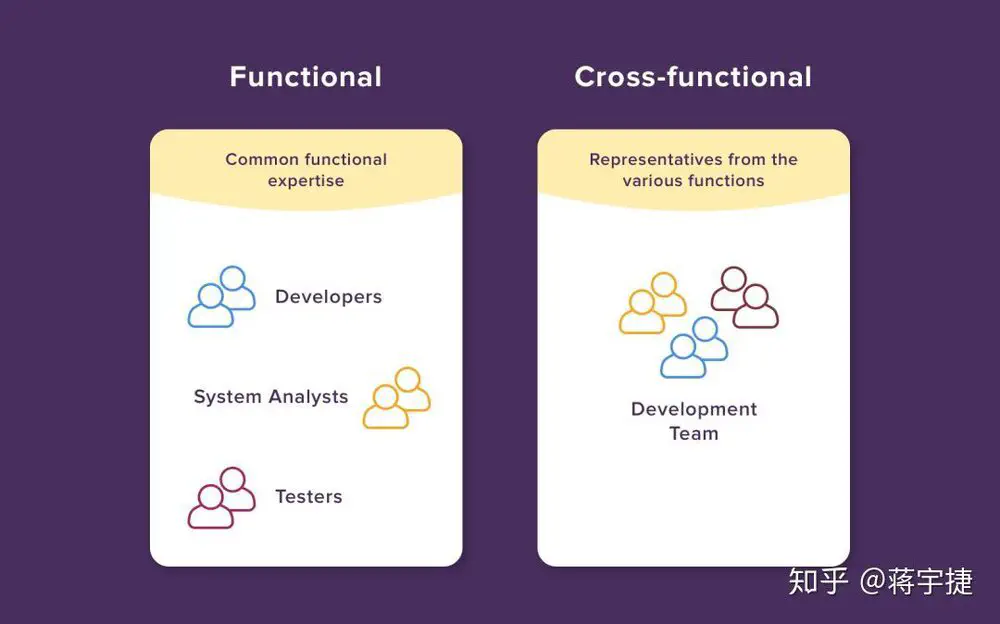 Functional
Common functional
expertise
Developers
System Analysts
Testers
Cross-functional
Representatives from the
various functions
Development
Team
知乎 @蒋宇捷